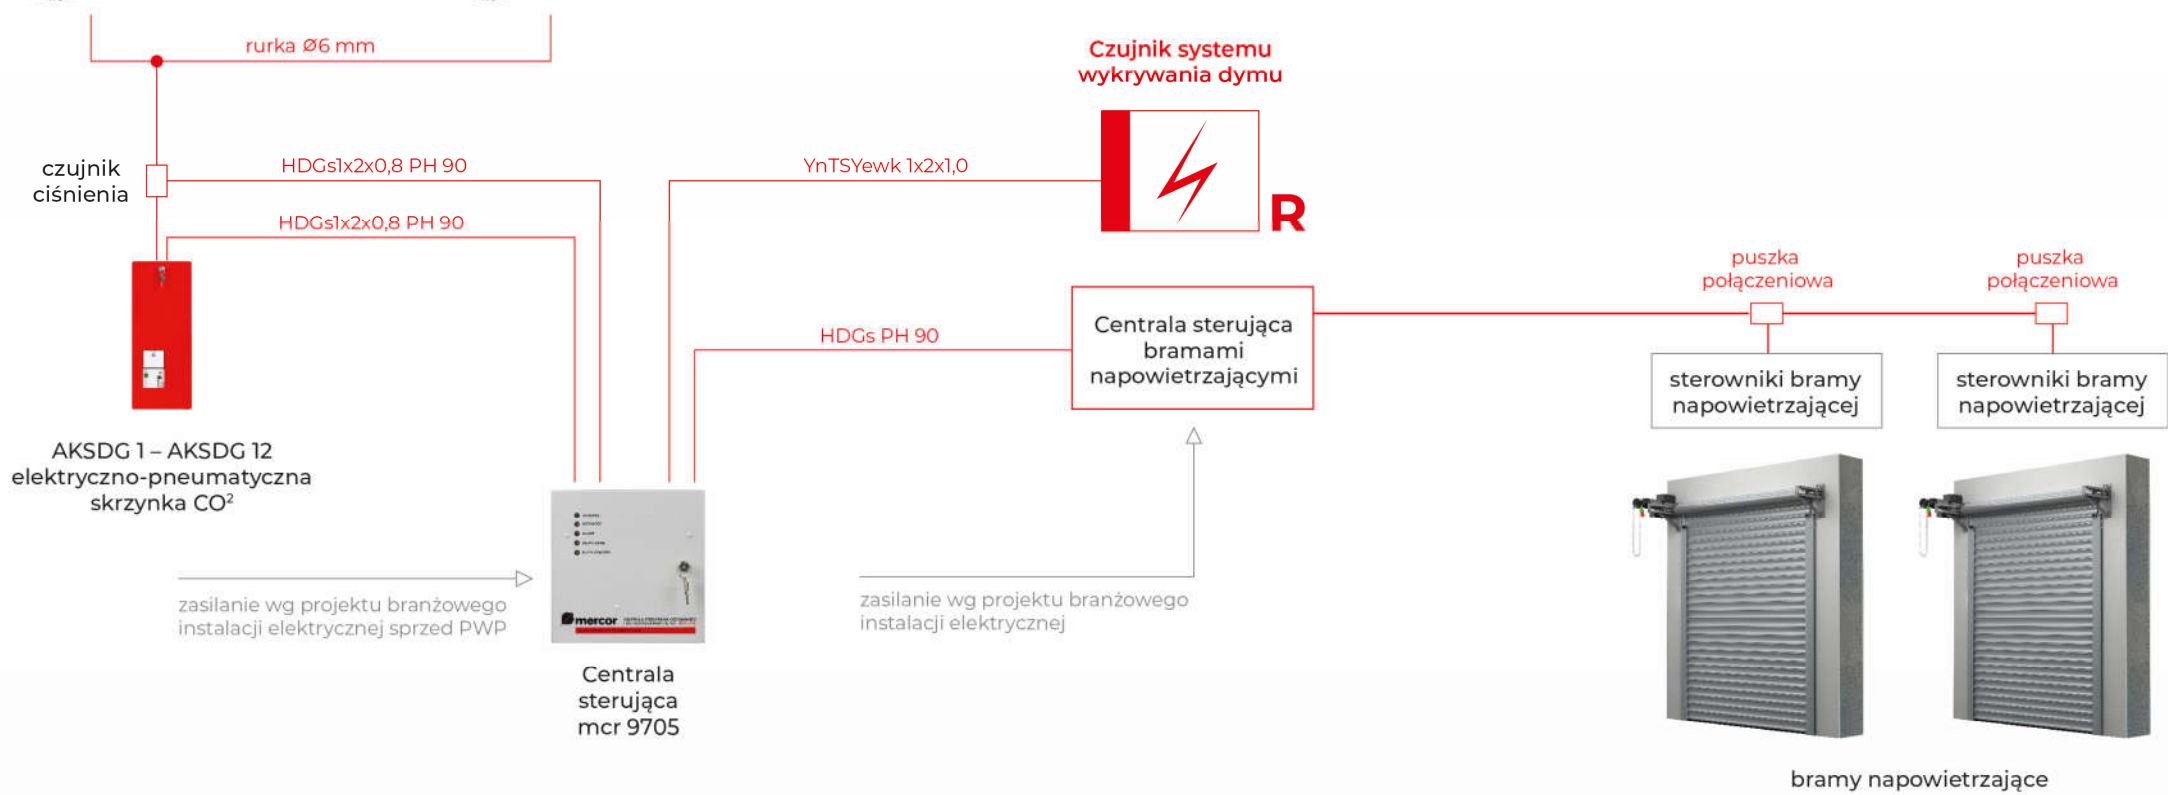 rurka Ø6 mm
Czujnik systemu
wykrywania dymu
czujnik
ciśnienia
HDGs1x2x0,8 PH 90
YnTSYewk 1x2x1,0
R
HDGs1x2x0,8 PH 90
puszka
połączeniowa
puszka
połączeniowa
Centrala sterująca
bramami
napowietrzającymi
HDGs PH 90
sterowniki bramy
napowietrzającej
sterowniki bramy
napowietrzającej
AKSDG 1 – AKSDG 12
elektryczno-pneumatyczna
skrzynka CO²
zasilanie wg projektu branżowego
instalacji elektrycznej sprzed PWP
zasilanie wg projektu branżowego
instalacji elektrycznej
mercor
Centrala
sterująca
mcr 9705
bramy napowietrzające